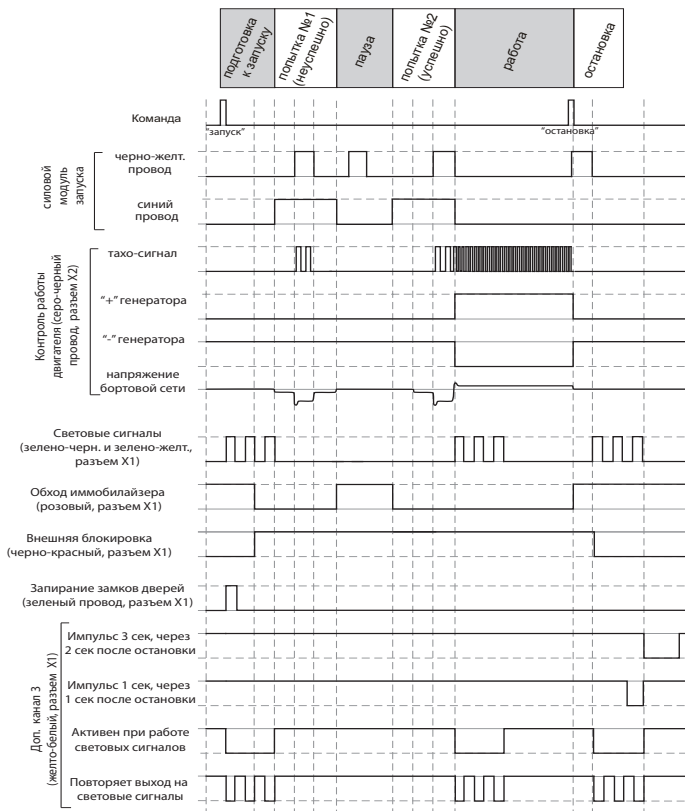 подготовка
к запуску
попытка №1
(неуспешно)
пауза
попытка №2
(успешно)
работа
остановка
Команда
"запуск"
"остановка"
силовой
модуль
запуска
черно-желт.
провод
синий
провод
Контроль работы
двигателя (серо-черный
провод, разъем X2)
тахо-сигнал
"+" генератора
"-" генератора
напряжение
бортовой сети
Световые сигналы
(зелено-черн. и зелено-желт.,
разъем X1)
Обход иммобилайзера
(розовый, разъем X1)
Внешняя блокировка
(черно-красный, разъем X1)
Запирание замков дверей
(зеленый провод, разъем X1)
Доп. канал 3
(желто-белый, разъем X1)
Импульс 3 сек, через
2 сек после остановки
Импульс 1 сек, через
1 сек после остановки
Активен при работе
световых сигналов
Повторяет выход на
световые сигналы